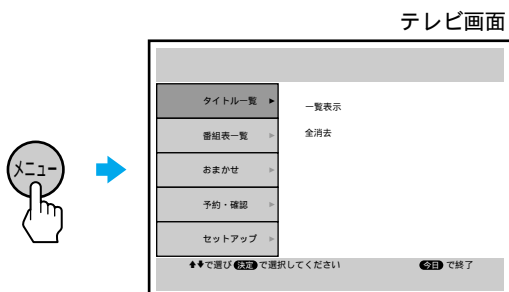 テレビ画面
メニュー
タイトル一覧 ▶
一覧表示
番組表一覧 ▶
全消去
おまかせ ▶
予約・確認 ▶
セットアップ ▶
⬆⬇で選び 決定 で選択してください 今日 で終了